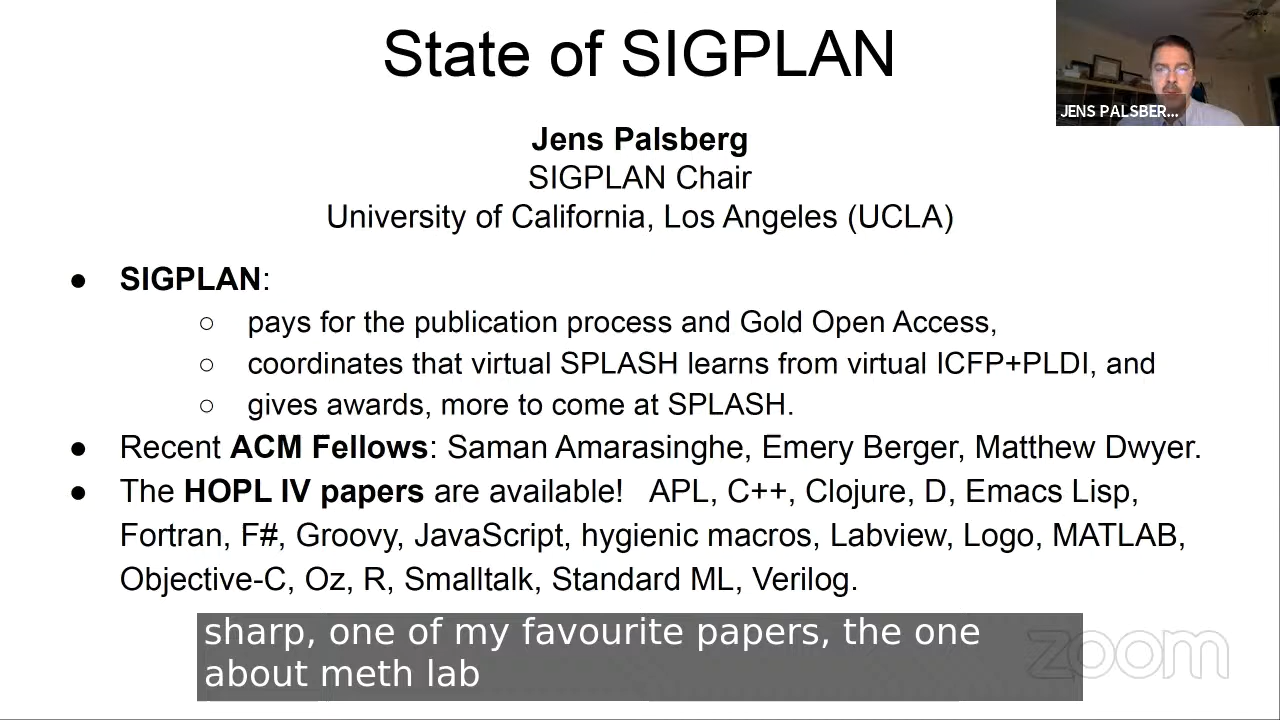 State of SIGPLAN
JENS PALSBER...
Jens Palsberg
SIGPLAN Chair
University of California, Los Angeles (UCLA)
● SIGPLAN:
○ pays for the publication process and Gold Open Access,
○ coordinates that virtual SPLASH learns from virtual ICFP+PLDI, and
○ gives awards, more to come at SPLASH.
● Recent ACM Fellows: Saman Amarasinghe, Emery Berger, Matthew Dwyer.
● The HOPL IV papers are available! APL, C++, Clojure, D, Emacs Lisp,
Fortran, F#, Groovy, JavaScript, hygienic macros, Labview, Logo, MATLAB,
Objective-C, Oz, R, Smalltalk, Standard ML, Verilog.
sharp, one of my favourite papers, the one
about meth lab
zoom